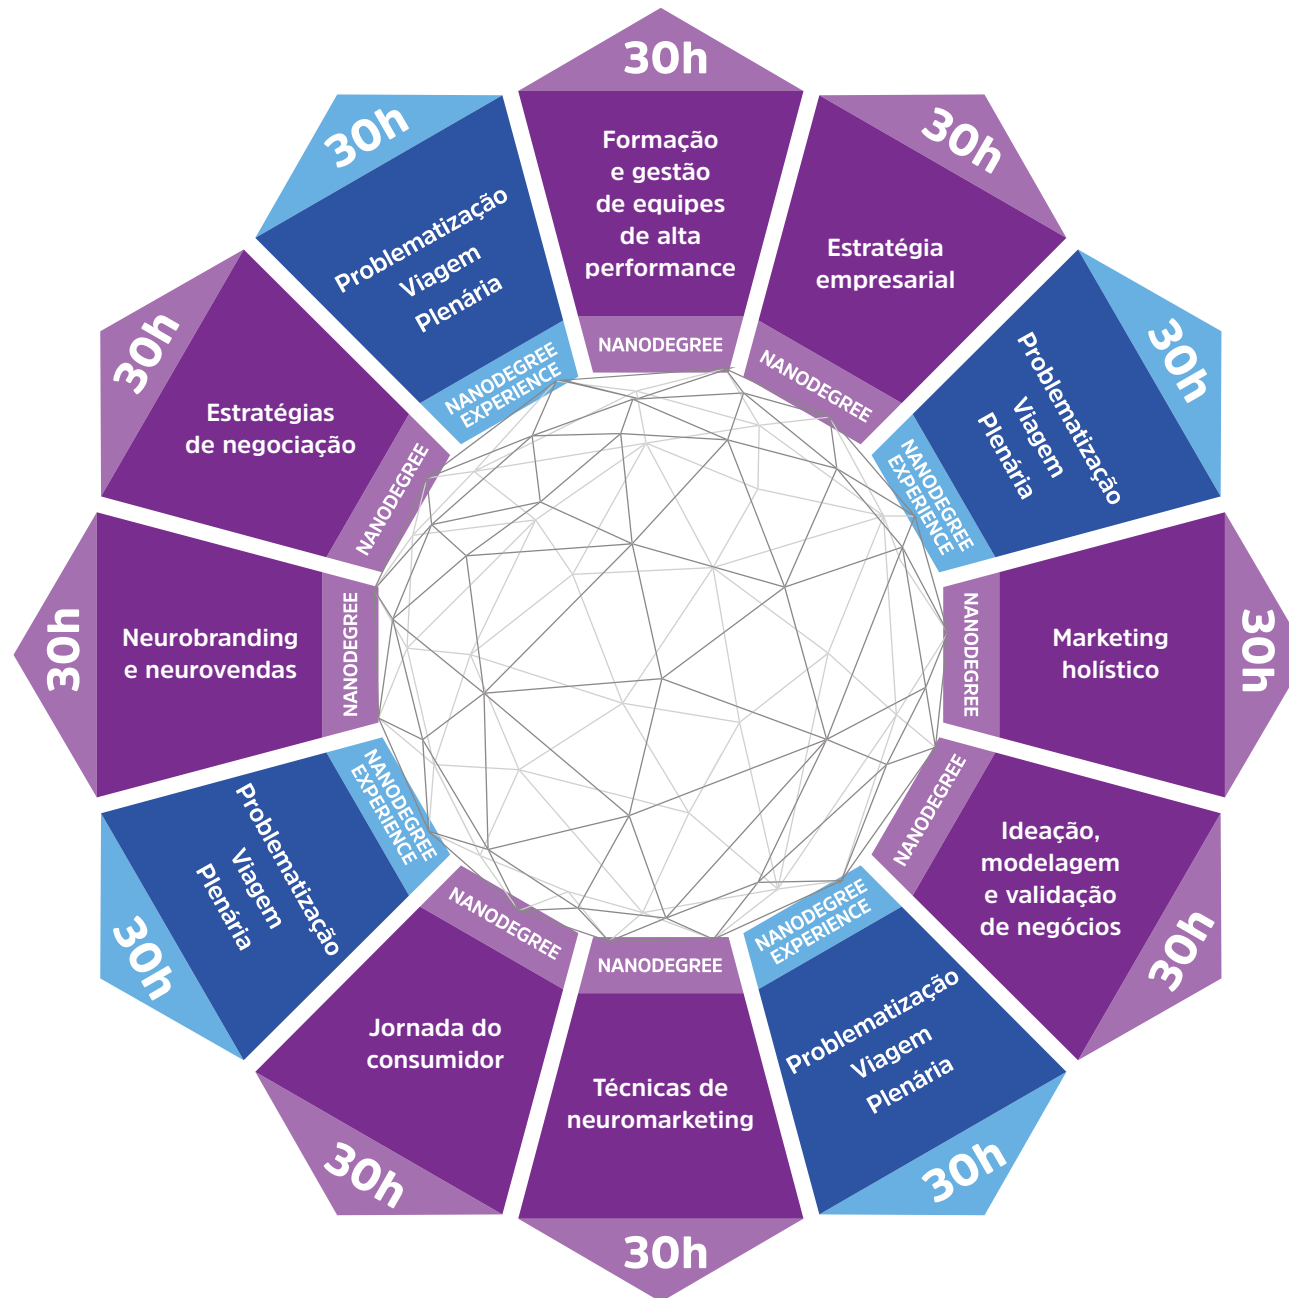 30h
Formação
e gestão
de equipes
de alta
performance
NANODEGREE
30h
Estratégia
empresarial
NANODEGREE
30h
Problematização
Viagem
Plenária
NANODEGREE
EXPERIENCE
30h
Marketing
holístico
NANODEGREE
30h
Ideação,
modelagem
e validação
de negócios
NANODEGREE
30h
Problematização
Viagem
Plenária
NANODEGREE
EXPERIENCE
30h
Técnicas de
neuromarketing
NANODEGREE
30h
Jornada do
consumidor
NANODEGREE
30h
Problematização
Viagem
Plenária
NANODEGREE
EXPERIENCE
30h
Neurobranding
e neurovendas
NANODEGREE
30h
Estratégias
de negociação
NANODEGREE
30h
Problematização
Viagem
Plenária
NANODEGREE
EXPERIENCE